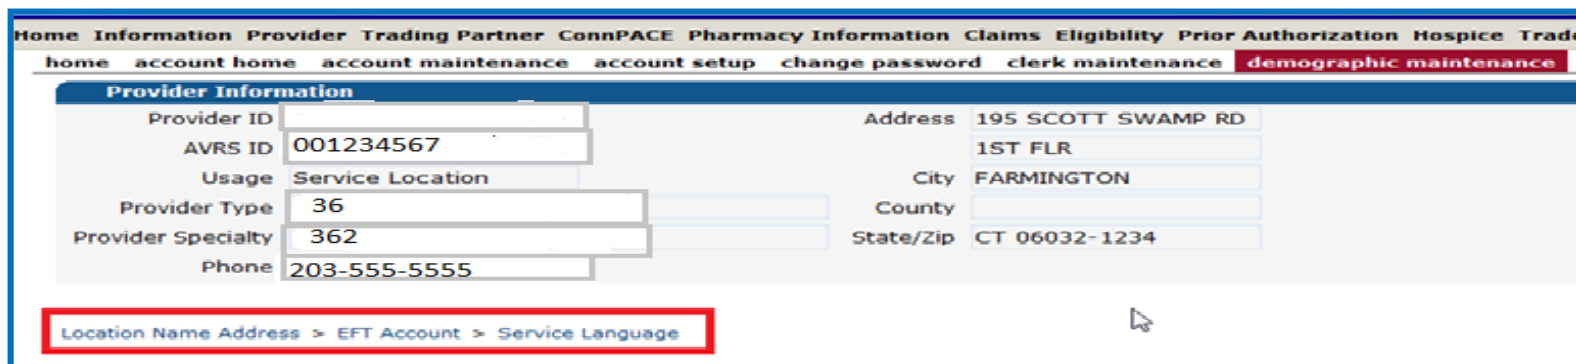 Home Information Provider Trading Partner ConnPACE Pharmacy Information Claims Eligibility Prior Authorization Hospice
home account home account maintenance account setup change password clerk maintenance demographic maintenance
Provider Information
Provider ID Address 195 SCOTT SWAMP RD
AVRS ID 001234567 1ST FLR
Usage Service Location City FARMINGTON
Provider Type 36 County
Provider Specialty 362 State/Zip CT 06032-1234
Phone 203-555-5555
Location Name Address > EFT Account > Service Language